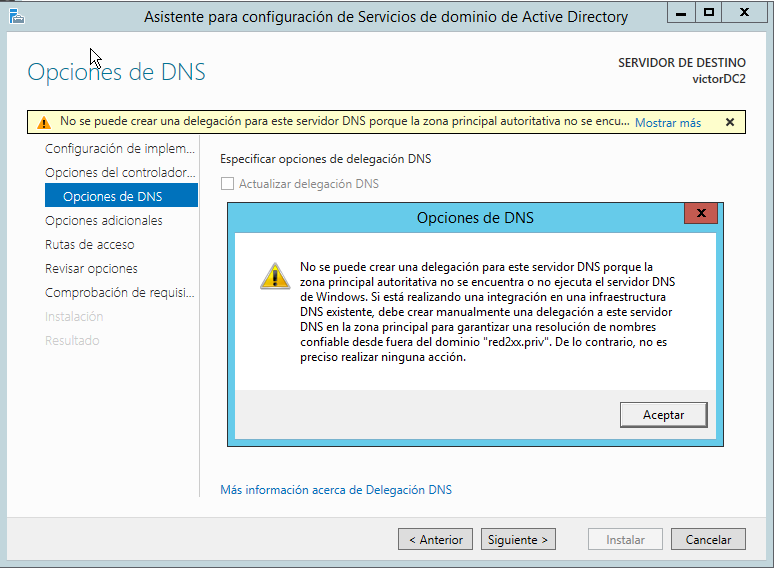 Asistente para configuración de Servicios de dominio de Active Directory
Opciones de DNS
SERVIDOR DE DESTINO
victorDC2
No se puede crear una delegación para este servidor DNS porque la zona principal autoritativa no se encu... Mostrar más
Configuración de implem...
Opciones del controlador...
Opciones de DNS
Opciones adicionales
Rutas de acceso
Revisar opciones
Comprobación de requisi...
Instalación
Resultado
Especificar opciones de delegación DNS
Actualizar delegación DNS
Opciones de DNS
No se puede crear una delegación para este servidor DNS porque la
zona principal autoritativa no se encuentra o no ejecuta el servidor DNS
de Windows. Si está realizando una integración en una infraestructura
DNS existente, debe crear manualmente una delegación a este servidor
DNS en la zona principal para garantizar una resolución de nombres
confiable desde fuera del dominio "red2xx.priv". De lo contrario, no es
preciso realizar ninguna acción.
Aceptar
Más información acerca de Delegación DNS
< Anterior
Siguiente >
Instalar
Cancelar